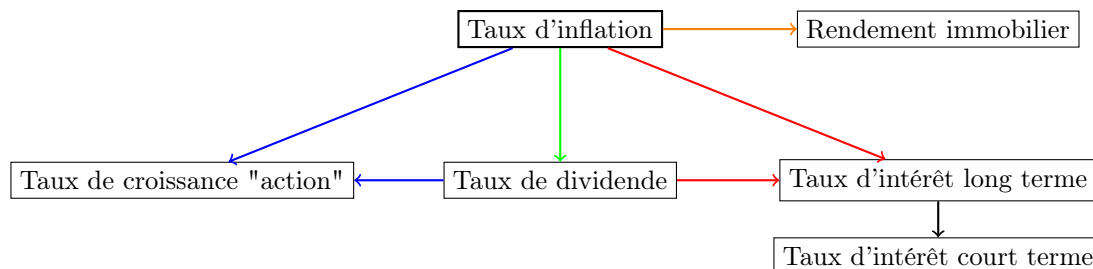 Taux d'inflation
Rendement immobilier
Taux de croissance "action"
Taux de dividende
Taux d'intérêt long terme
Taux d'intérêt court terme